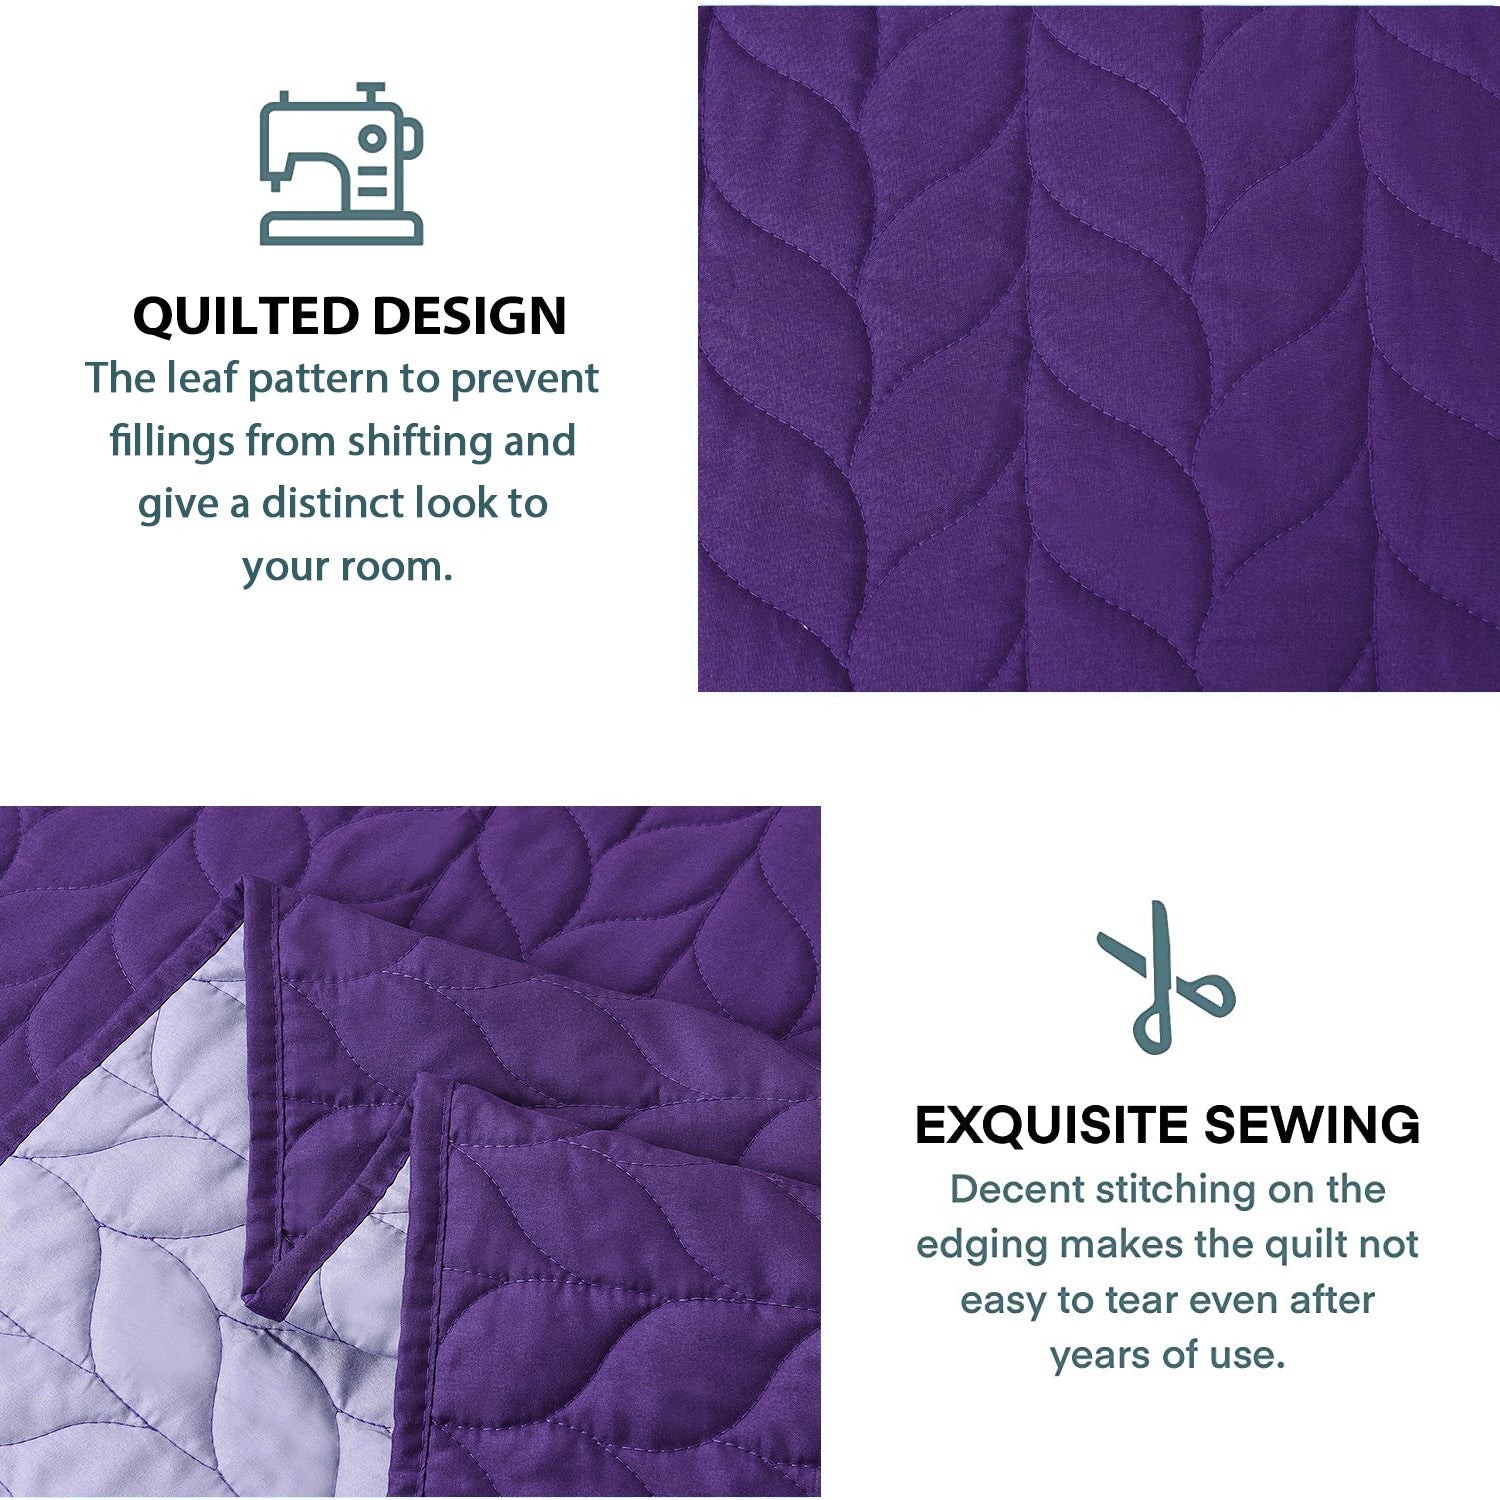 QUILTED DESIGN
The leaf pattern to prevent
fillings from shifting and
give a distinct look to
your room.
EXQUISITE SEWING
Decent stitching on the
edging makes the quilt not
easy to tear even after
years of use.